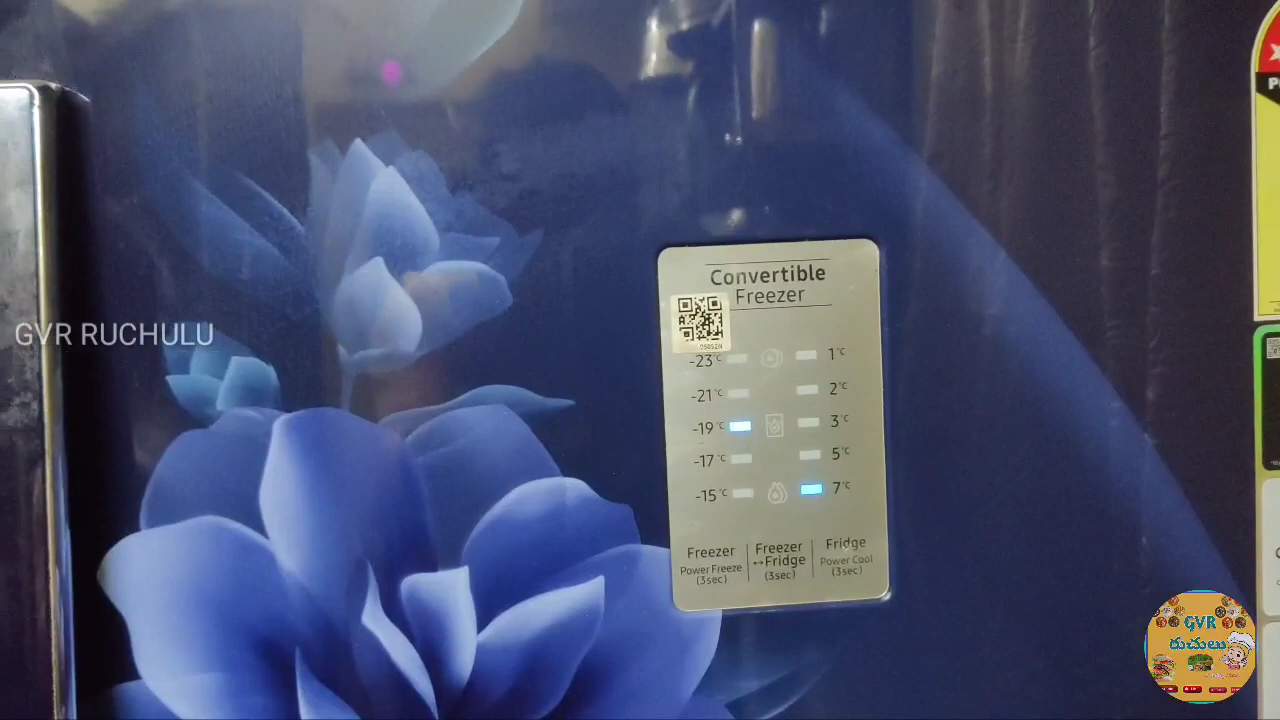 GVR RUCHULU
Convertible
Freezer
-23°C 1°C
-21°C 2°C
-19°C 3°C
-17°C 5°C
-15°C 7°C
Freezer
Power Freeze
(3sec)
Freezer
↔Fridge
(3sec)
Fridge
Power Cool
(3sec)
GVR
రుచులు